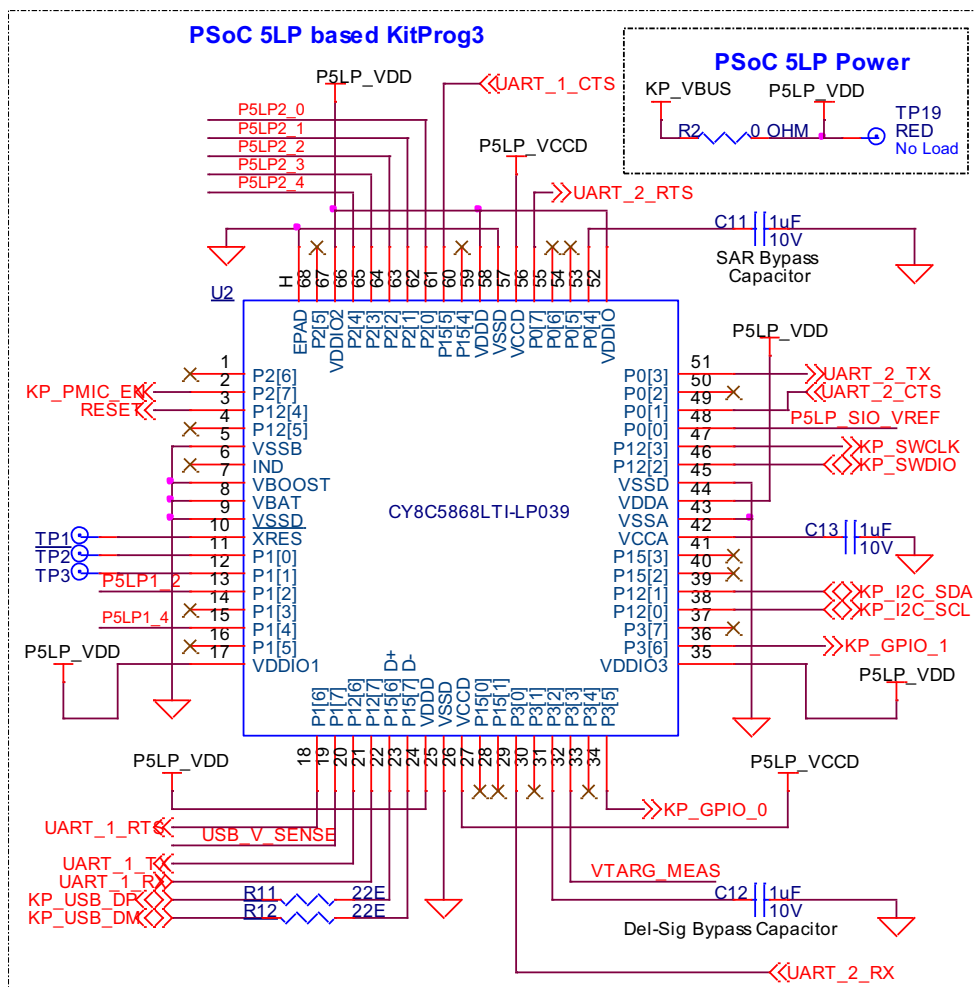 PSoC 5LP based KitProg3
PSoC 5LP Power
KP_VBUS
P5LP_VDD
R2
0 OHM
TP19
RED
No Load
P5LP_VDD
UART_1_CTS
P5LP2_0
P5LP2_1
P5LP2_2
P5LP2_3
P5LP2_4
P5LP_VCCD
UART_2_RTS
C11
1uF
10V
SAR Bypass
Capacitor
U2
H
68
67
66
65
64
63
62
61
60
59
58
57
56
55
54
53
52
EPAD
P2[5]
VDDIO2
P2[4]
P2[3]
P2[2]
P2[1]
P2[0]
P15[5]
P15[4]
VDDD
VSSD
VCCD
P0[7]
P0[6]
P0[5]
P0[4]
VDDIO
P5LP_VDD
1 P2[6]
KP_PMIC_EN 2 P2[7]
RESET 3 P12[4]
4 P12[5]
5 VSSB
6 IND
7 VBOOST
8 VBAT
9 VSSD
TP1 10 XRES
TP2 11 P1[0]
TP3 12 P1[1]
P5LP1_2 13 P1[2]
14 P1[3]
P5LP1_4 15 P1[4]
16 P1[5]
17 VDDIO1
P5LP_VDD
CY8C5868LTI-LP039
P0[3] 51 UART_2_TX
P0[2] 50
P0[1] 49 UART_2_CTS
P0[0] 48 P5LP_SIO_VREF
P12[3] 47 KP_SWCLK
P12[2] 46 KP_SWDIO
VSSD 45
VDDA 44
VSSA 43
VCCA 42 C13 1uF
10V
P15[3] 41
P15[2] 40
P12[1] 39 KP_I2C_SDA
P12[0] 38 KP_I2C_SCL
P3[7] 37
P3[6] 36 KP_GPIO_1
VDDIO3 35
P5LP_VDD
P1[6]
P1[7]
P12[6]
P12[7]
P15[6] D+
P15[7] D-
VDDD
VSSD
VCCD
P15[0]
P15[1]
P3[0]
P3[1]
P3[2]
P3[3]
P3[4]
P3[5]
18
19
20
21
22
23
24
25
26
27
28
29
30
31
32
33
34
P5LP_VDD
P5LP_VCCD
KP_GPIO_0
UART_1_RTS
USB_V_SENSE
UART_1_TX
UART_1_RX
VTARG_MEAS
KP_USB_DP R11 22E
KP_USB_DM R12 22E
C12
1uF
10V
Del-Sig Bypass Capacitor
UART_2_RX